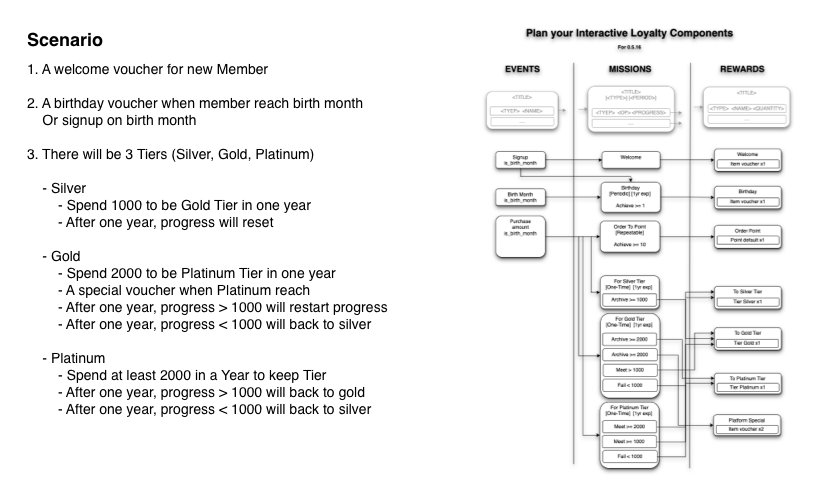 Scenario
1. A welcome voucher for new Member
2. A birthday voucher when member reach birth month
Or signup on birth month
3. There will be 3 Tiers (Silver, Gold, Platinum)
- Silver
- Spend 1000 to be Gold Tier in one year
- After one year, progress will reset
- Gold
- Spend 2000 to be Platinum Tier in one year
- A special voucher when Platinum reach
- After one year, progress > 1000 will restart progress
- After one year, progress < 1000 will back to silver
- Platinum
- Spend at least 2000 in a Year to keep Tier
- After one year, progress > 1000 will back to gold
- After one year, progress < 1000 will back to silver
Plan your Interactive Loyalty Components
For 0.5.16
EVENTS
MISSIONS
REWARDS
<TITLE>
<TYEP> <NAME>
...
<TITLE>
[<TYPE>] [<PERIOD>]
<TYEP> <OP> <PROGRESS>
...
<TITLE>
<TYPE> <NAME> <QUANTITY>
...
Signup
is_birth_month
Welcome
Welcome
Item voucher x1
Birth Month
is_birth_month
Birthday
[Periodic] [1yr exp]
Achieve >= 1
Birthday
Item voucher x1
Purchase
amount
is_birth_month
Order To Point
[Repeatable]
Achieve >= 10
Order Point
Point default x1
For Silver Tier
[One-Time] [1yr exp]
Archive >= 1000
To Silver Tier
Tier Silver x1
For Gold Tier
[One-Time] [1yr exp]
Archive >= 2000
Archive >= 2000
Meet > 1000
Fail < 1000
To Gold Tier
Tier Gold x1
To Platinum Tier
Tier Platinum x1
For Platinum Tier
[One-Time] [1yr exp]
Meet >= 2000
Meet >= 1000
Fail < 1000
Platform Special
Item voucher x2